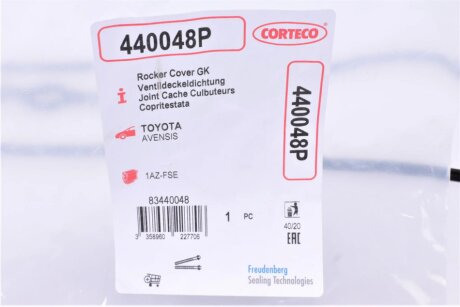 440048P
CORTECO
Rocker Cover GK
Ventildeckeldichtung
Joint Cache Culbuteurs
Copritestata
i
440048P
TOYOTA
AVENSIS
1AZ-FSE
83440048
3 358960 227706
1 PC
40/20
EAC
Freudenberg
Sealing Technologies